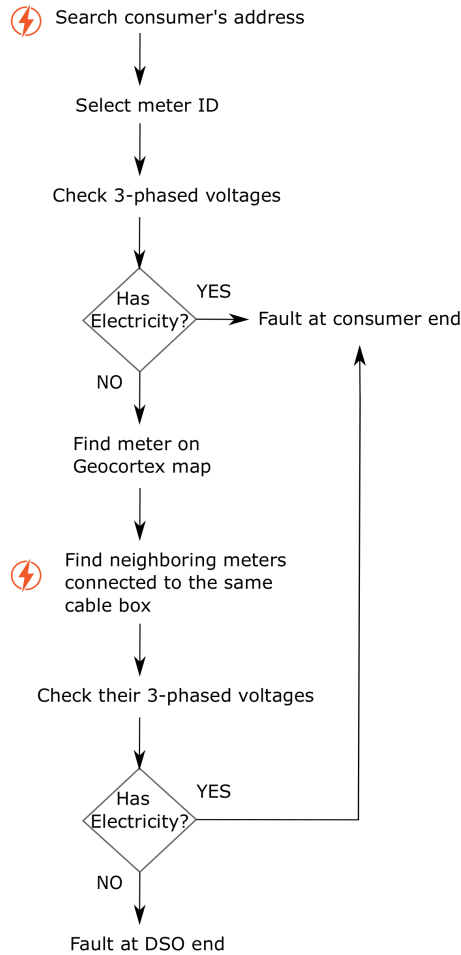 Search consumer's address
Select meter ID
Check 3-phased voltages
Has
Electricity?
YES
Fault at consumer end
NO
Find meter on
Geocortex map
Find neighboring meters
connected to the same
cable box
Check their 3-phased voltages
Has
Electricity?
YES
NO
Fault at DSO end